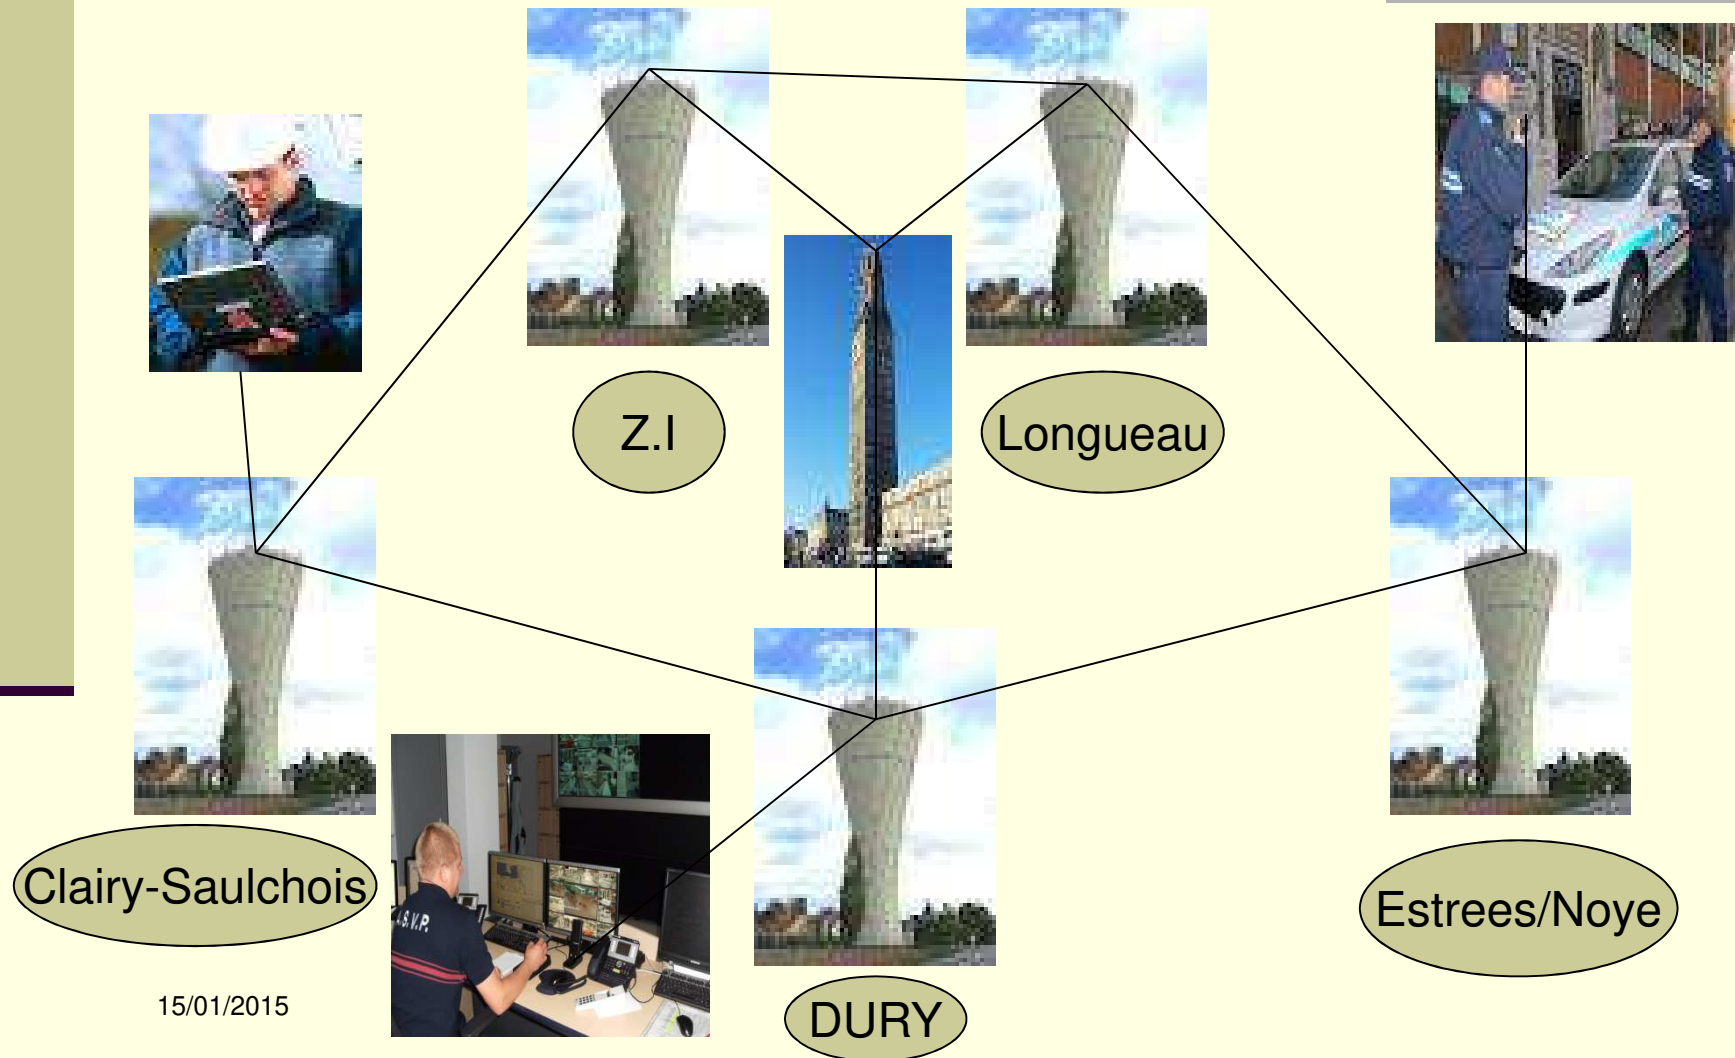 Z.I
Longueau
Clairy-Saulchois
Estrees/Noye
A.S.V.P.
15/01/2015
DURY